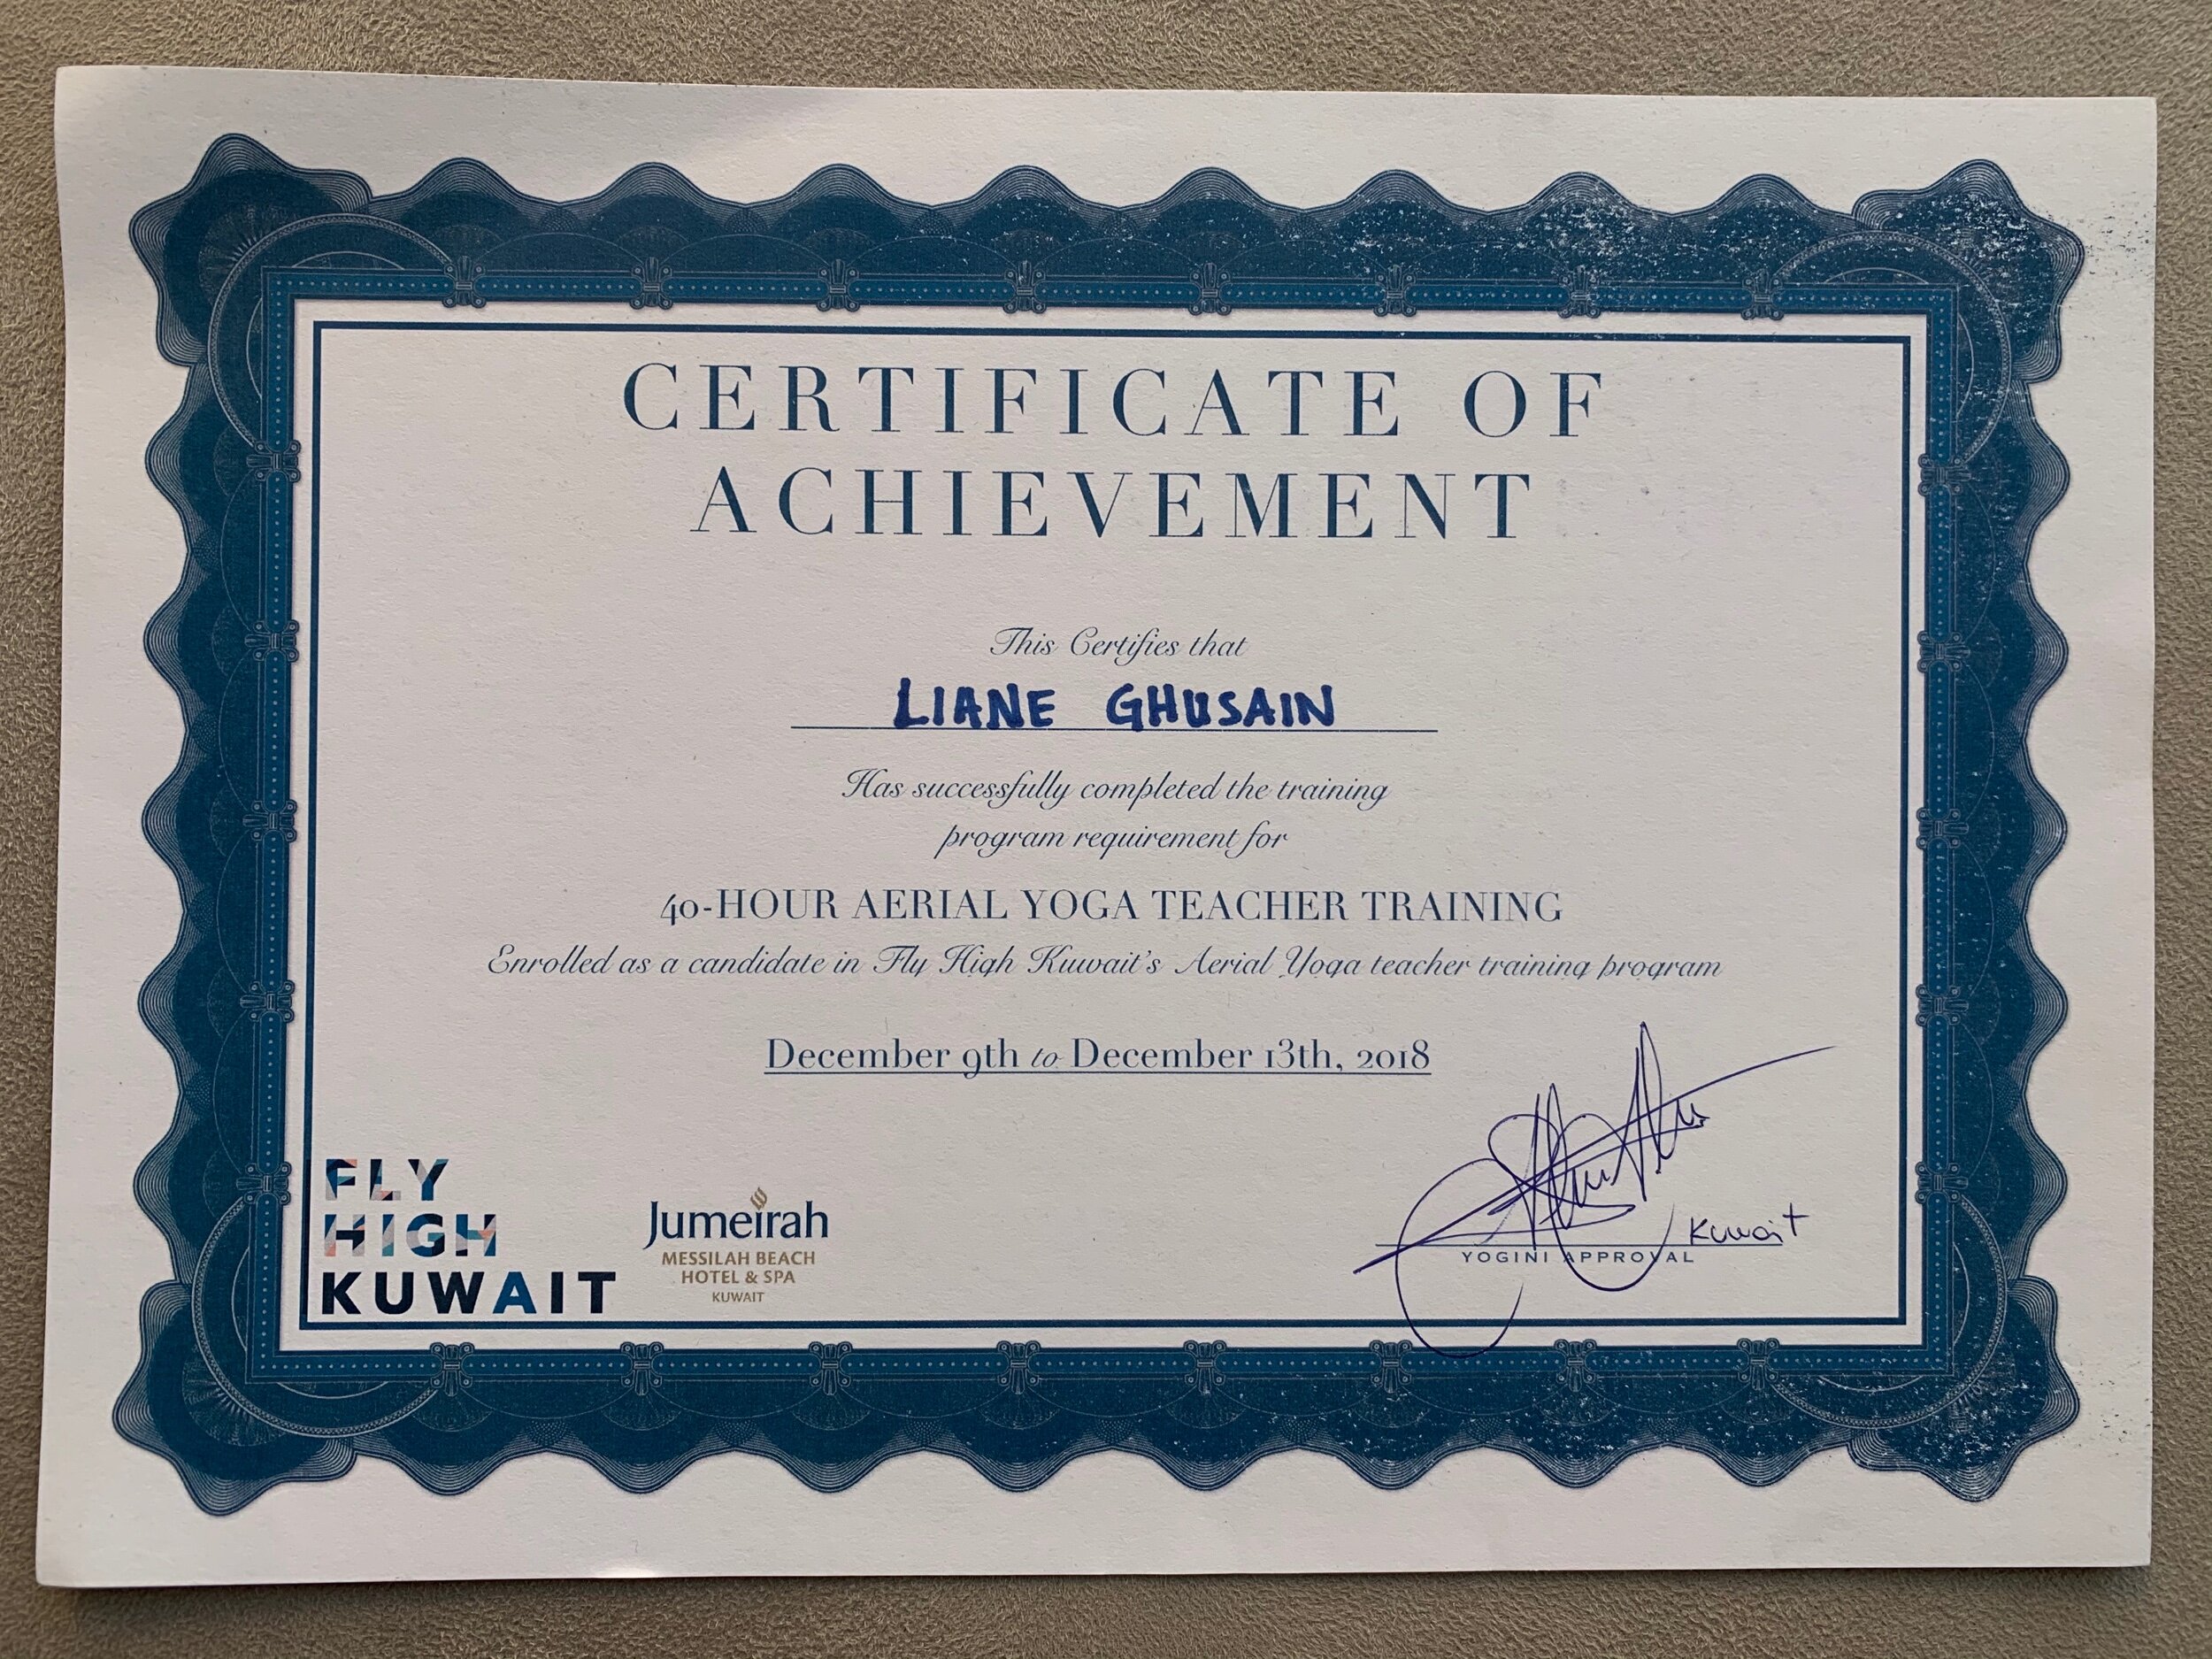 CERTIFICATE OF
ACHIEVEMENT
This Certifies that
LIANE GHUSAIN
Has successfully completed the training
program requirement for
40-HOUR AERIAL YOGA TEACHER TRAINING
Enrolled as a candidate in Fly High Kuwait's Aerial Yoga teacher training program
December 9th to December 13th, 2018
FLY
HIGH
KUWAIT
Jumeirah
MESSILAH BEACH
HOTEL & SPA
KUWAIT
Kuwait
YOGINI APPROVAL